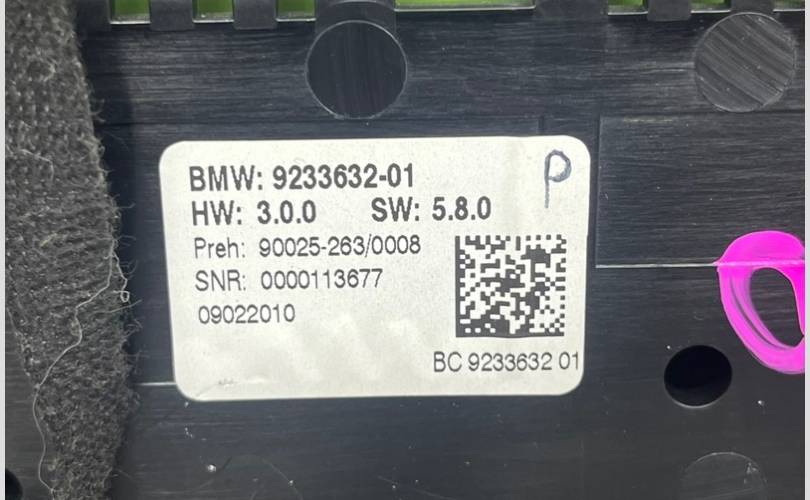 BMW: 9233632-01
P
HW: 3.0.0 SW: 5.8.0
Preh: 90025-263/0008
SNR: 0000113677
09022010
BC 9233632 01